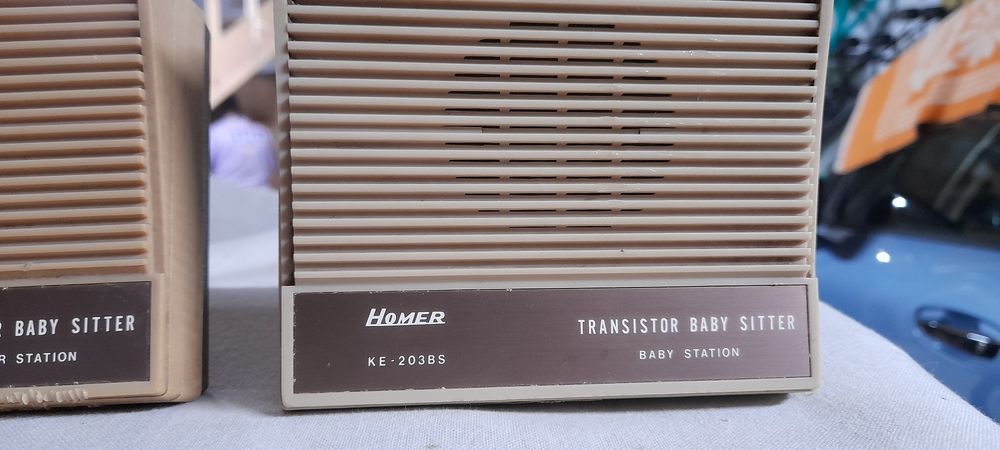 BABY SITTER
STATION
HOMER
KE-203BS
TRANSISTOR BABY SITTER
BABY STATION